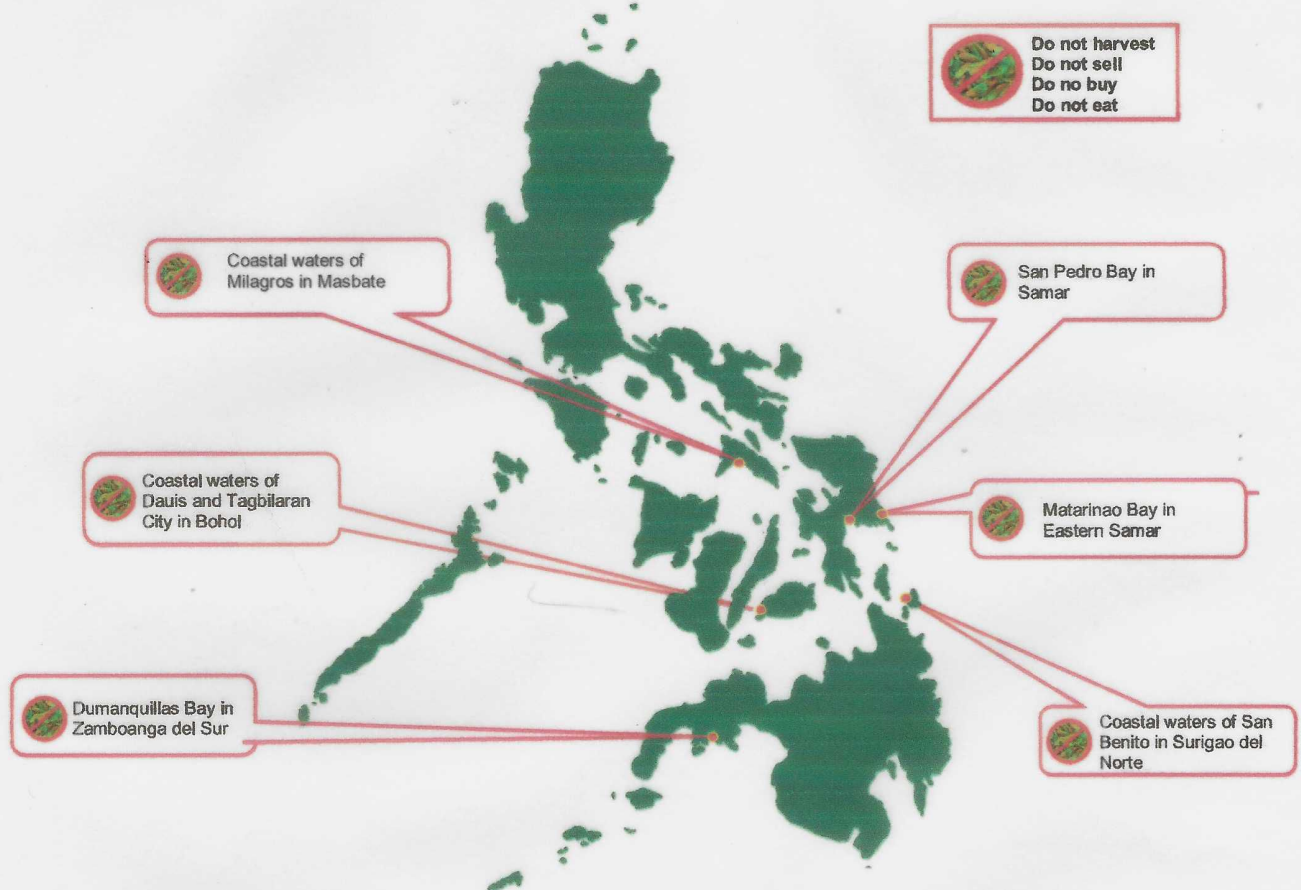 Do not harvest
Do not sell
Do no buy
Do not eat
Coastal waters of
Milagros in Masbate
San Pedro Bay in
Samar
Coastal waters of
Dauis and Tagbilaran
City in Bohol
Matarinao Bay in
Eastern Samar
Dumanquillas Bay in
Zamboanga del Sur
Coastal waters of San
Benito in Surigao del
Norte